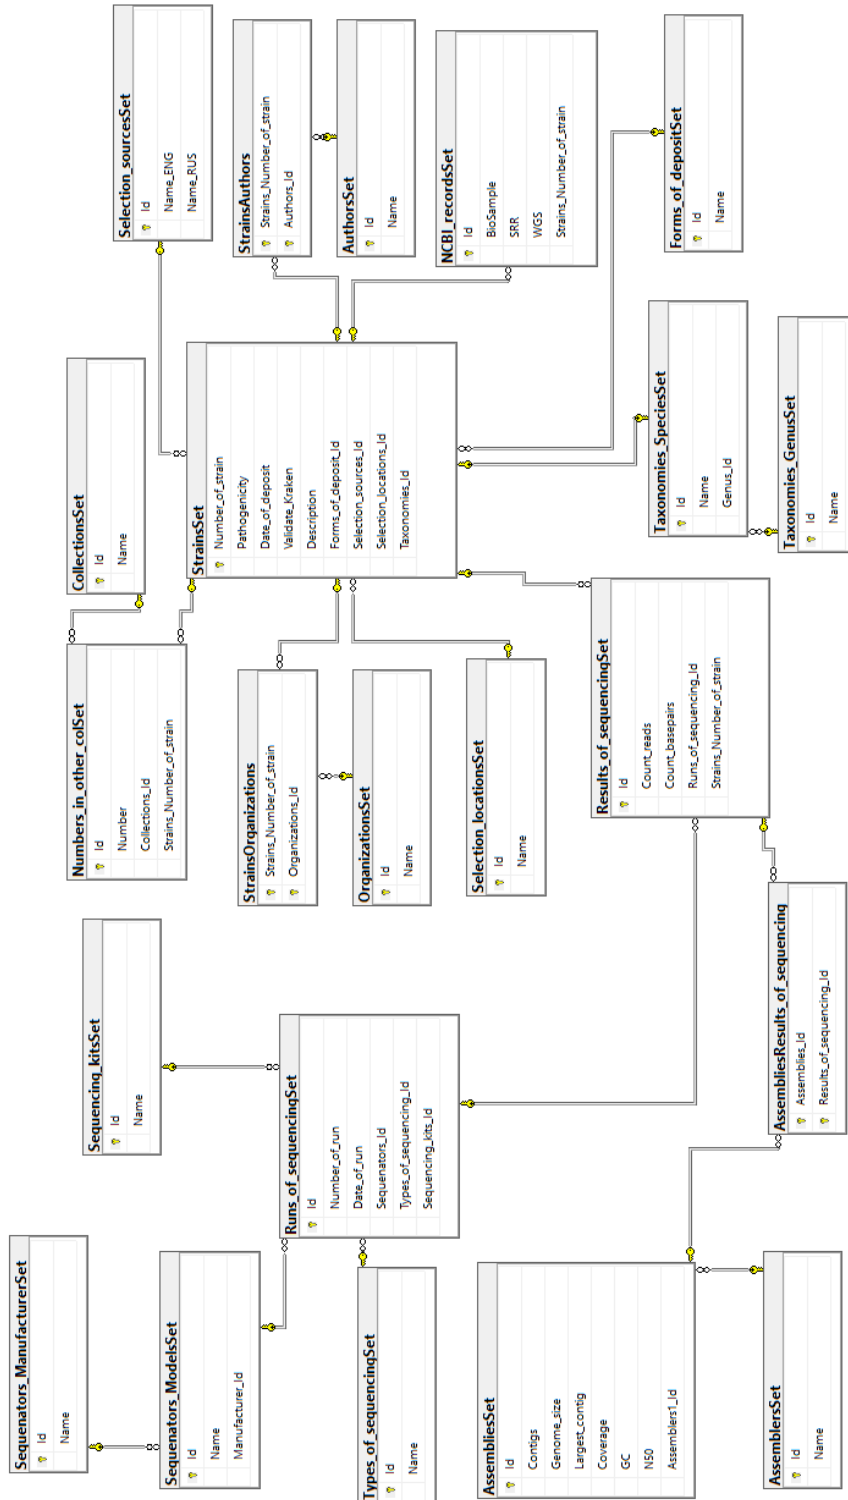 Sequenators_ManufacturerSet
Id
Name
Sequenators_ModelsSet
Id
Name
Manufacturer_Id
Types_of_sequencingSet
Id
Name
AssembliesSet
Id
Contigs
Genome_size
Largest_contig
Coverage
GC
N50
Assemblers1_Id
AssemblersSet
Id
Name
Sequencing_kitsSet
Id
Name
Runs_of_sequencingSet
Id
Number_of_run
Date_of_run
Sequenators_Id
Types_of_sequencing_Id
Sequencing_kits_Id
AssembliesResults_of_sequencing
Assemblies_Id
Results_of_sequencing_Id
Numbers_in_other_colSet
Id
Number
Collections_Id
Strains_Number_of_strain
StrainsOrganizations
Strains_Number_of_strain
Organizations_Id
OrganizationsSet
Id
Name
Selection_locationsSet
Id
Name
Results_of_sequencingSet
Id
Count_reads
Count_basepairs
Runs_of_sequencing_Id
Strains_Number_of_strain
CollectionsSet
Id
Name
StrainsSet
Number_of_strain
Pathogenicity
Date_of_deposit
Validate_Kraken
Description
Forms_of_deposit_Id
Selection_sources_Id
Selection_locations_Id
Taxonomies_Id
Taxonomies_SpeciesSet
Id
Name
Genus_Id
Taxonomies_GenusSet
Id
Name
Selection_sourcesSet
Id
Name_ENG
Name_RUS
StrainsAuthors
Strains_Number_of_strain
Authors_Id
AuthorsSet
Id
Name
NCBI_recordsSet
Id
BioSample
SRR
WGS
Strains_Number_of_strain
Forms_of_depositSet
Id
Name